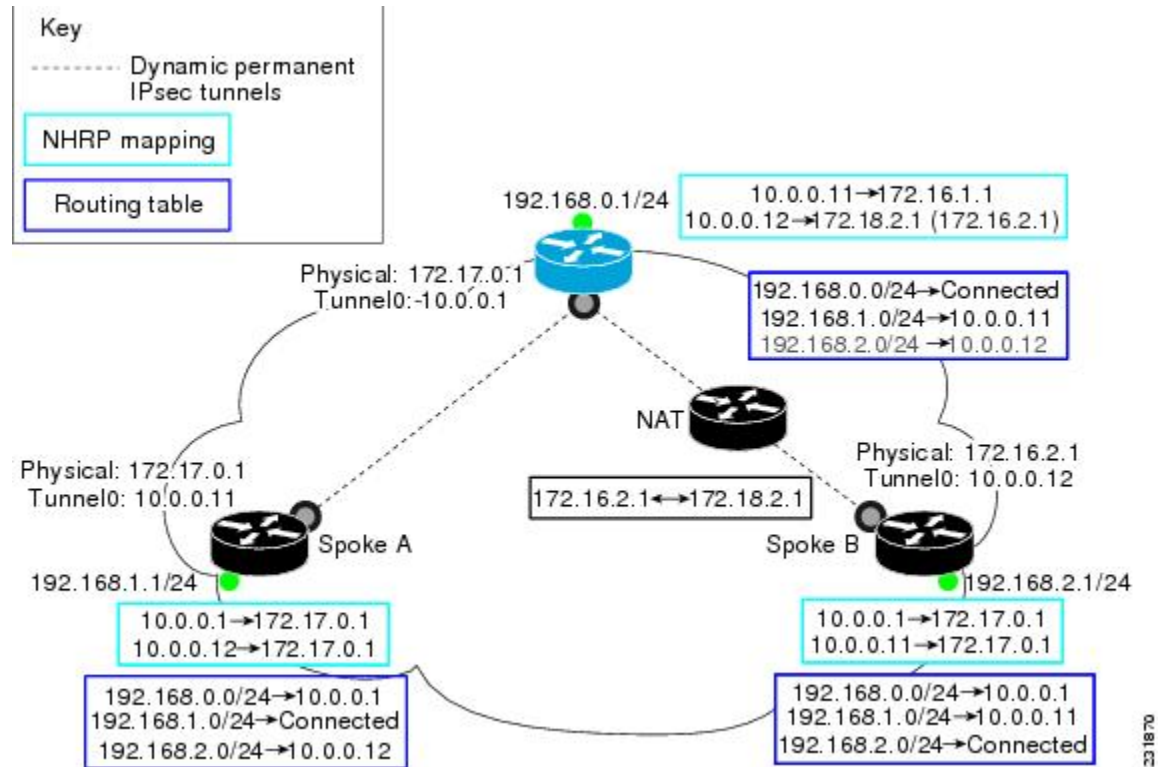 Key
Dynamic permanent
IPsec tunnels
NHRP mapping
Routing table
192.168.0.1/24
10.0.0.11→172.16.1.1
10.0.0.12→172.18.2.1 (172.16.2.1)
Physical: 172.17.0.1
Tunnel0:-10.0.0.1
192.168.0.0/24→Connected
192.168.1.0/24→10.0.0.11
192.168.2.0/24→10.0.0.12
NAT
Physical: 172.17.0.1
Tunnel0: 10.0.0.11
Physical: 172.16.2.1
Tunnel0: 10.0.0.12
172.16.2.1↔172.18.2.1
Spoke A
Spoke B
192.168.1.1/24
192.168.2.1/24
10.0.0.1→172.17.0.1
10.0.0.12→172.17.0.1
10.0.0.1→172.17.0.1
10.0.0.11→172.17.0.1
192.168.0.0/24→10.0.0.1
192.168.1.0/24→Connected
192.168.2.0/24→10.0.0.12
192.168.0.0/24→10.0.0.1
192.168.1.0/24→10.0.0.11
192.168.2.0/24→Connected
231870